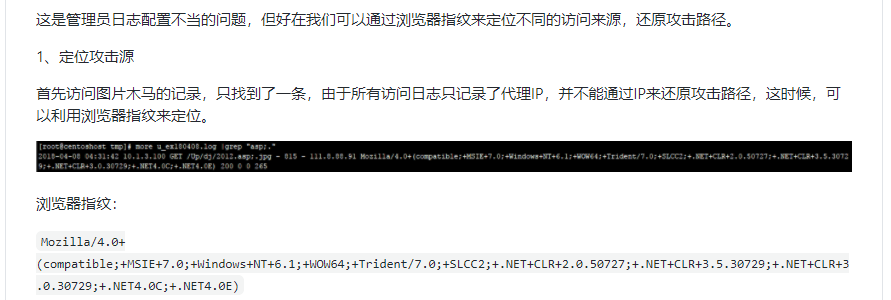 这是管理员日志配置不当的问题，但好在我们可以通过浏览器指纹来定位不同的访问来源，还原攻击路径。
1、定位攻击源
首先访问图片木马的记录，只找到了一条，由于所有访问日志只记录了代理IP，并不能通过IP来还原攻击路径，这时候，可
以利用浏览器指纹来定位。
[root@centoshost tmp]# more u_ex180408.log |grep "asp;."
2018-04-08 04:31:42 10.1.3.100 GET /Up/dj/2012.asp;.jpg - 815 - 111.8.88.91 Mozilla/4.0+(compatible;+MSIE+7.0;+Windows+NT+6.1;+WOW64;+Trident/7.0;+SLCC2;+.NET+CLR+2.0.50727;+.NET+CLR+3.5.3072
9;+.NET+CLR+3.0.30729;+.NET4.0C;+.NET4.0E) 200 0 0 265
浏览器指纹：
Mozilla/4.0+
(compatible;+MSIE+7.0;+Windows+NT+6.1;+WOW64;+Trident/7.0;+SLCC2;+.NET+CLR+2.0.50727;+.NET+CLR+3.5.30729;+.NET+CLR+3
.0.30729;+.NET4.0C;+.NET4.0E)